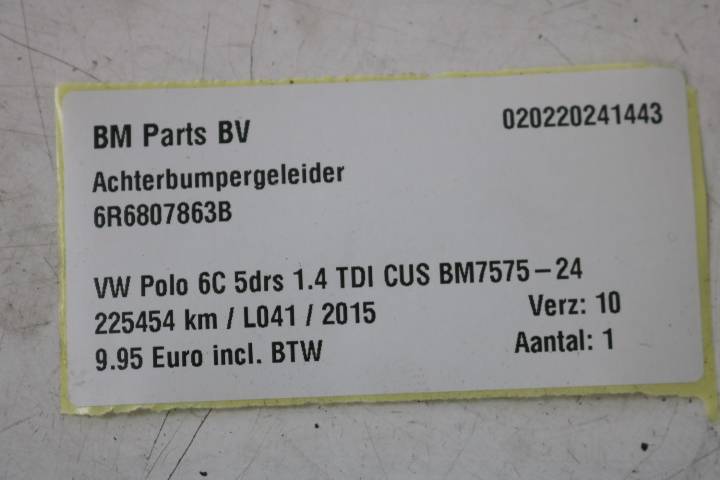 BM Parts BV 020220241443
Achterbumpergeleider
6R6807863B
VW Polo 6C 5drs 1.4 TDI CUS BM7575-24
225454 km / L041 / 2015 Verz: 10
9.95 Euro incl. BTW Aantal: 1